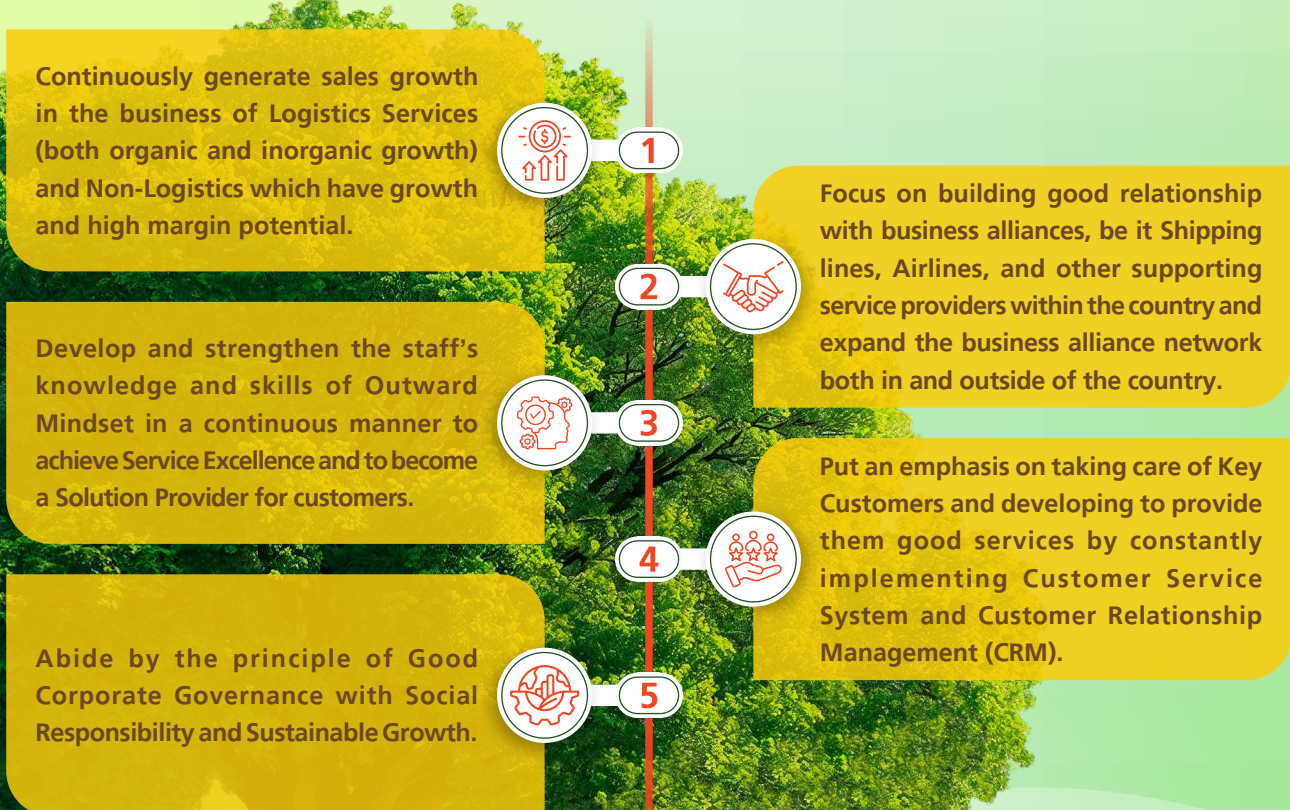 Continuously generate sales growth
in the business of Logistics Services
(both organic and inorganic growth)
and Non-Logistics which have growth
and high margin potential.
1
Focus on building good relationship
with business alliances, be it Shipping
lines, Airlines, and other supporting
service providers within the country and
expand the business alliance network
both in and outside of the country.
2
Develop and strengthen the staff's
knowledge and skills of Outward
Mindset in a continuous manner to
achieve Service Excellence and to become
a Solution Provider for customers.
3
Put an emphasis on taking care of Key
Customers and developing to provide
them good services by constantly
implementing Customer Service
System and Customer Relationship
Management (CRM).
4
Abide by the principle of Good
Corporate Governance with Social
Responsibility and Sustainable Growth.
5